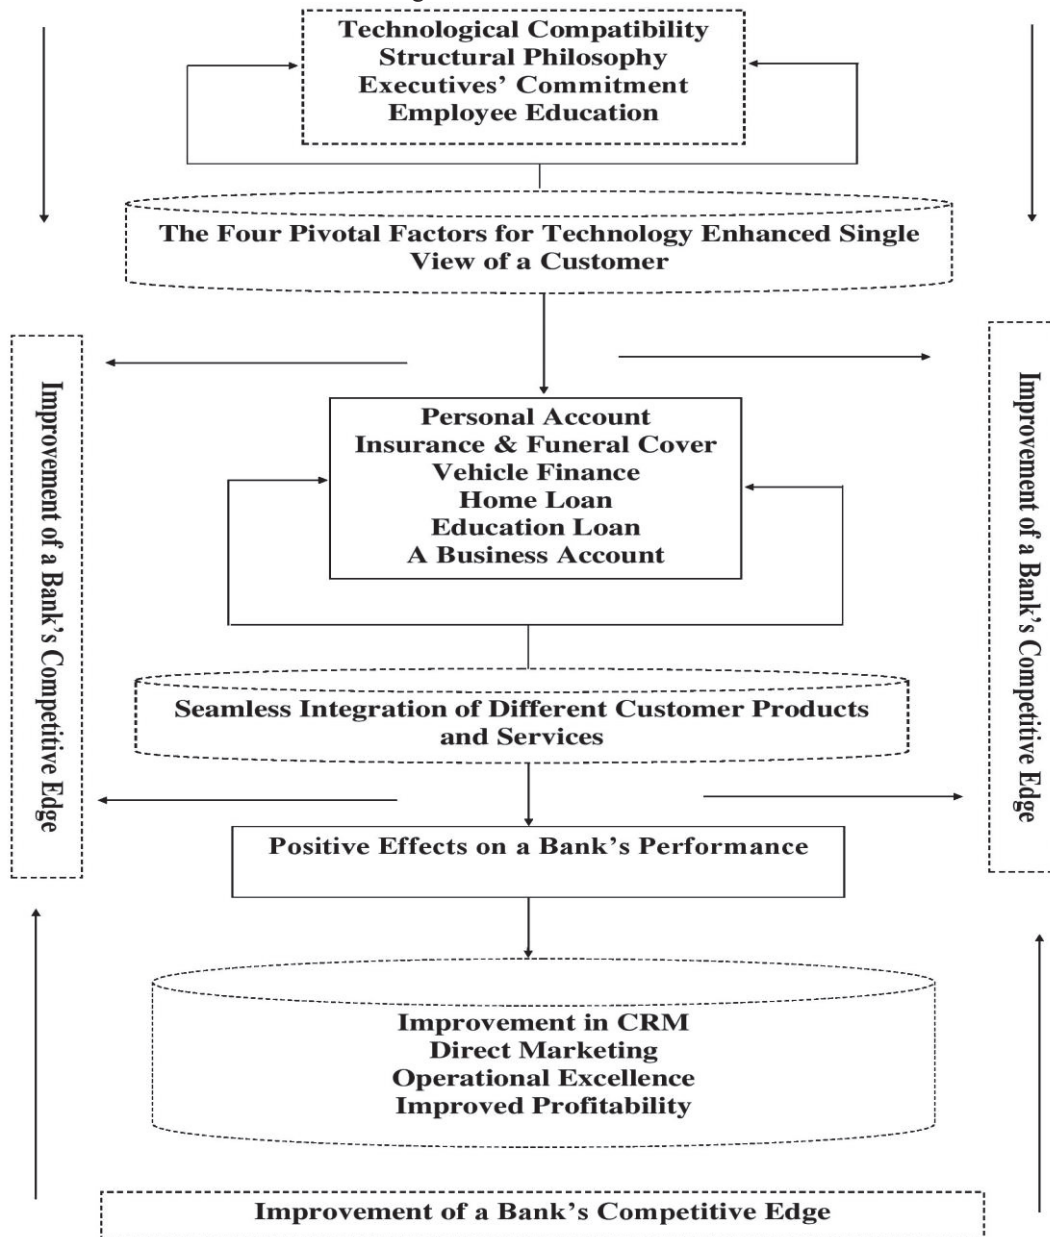 Technological Compatibility
Structural Philosophy
Executives' Commitment
Employee Education
The Four Pivotal Factors for Technology Enhanced Single
View of a Customer
Improvement of a Bank's Competitive Edge
Personal Account
Insurance & Funeral Cover
Vehicle Finance
Home Loan
Education Loan
A Business Account
Improvement of a Bank's Competitive Edge
Seamless Integration of Different Customer Products
and Services
Positive Effects on a Bank's Performance
Improvement in CRM
Direct Marketing
Operational Excellence
Improved Profitability
Improvement of a Bank's Competitive Edge